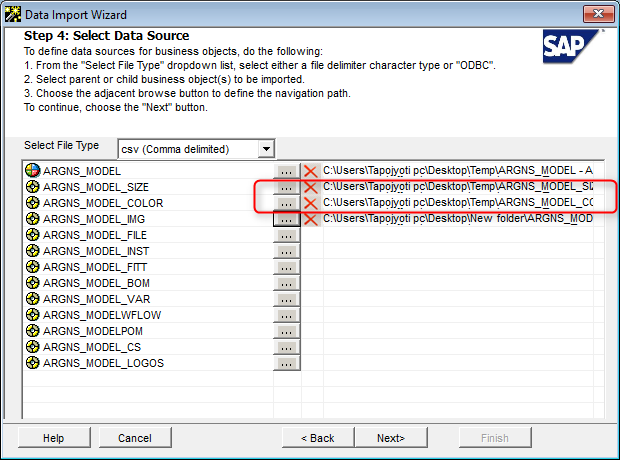 Data Import Wizard
Step 4: Select Data Source
To define data sources for business objects, do the following:
1. From the "Select File Type" dropdown list, select either a file delimiter character type or "ODBC".
2. Select parent or child business object(s) to be imported.
3. Choose the adjacent browse button to define the navigation path.
To continue, choose the "Next" button.
SAP
Select File Type csv (Comma delimited)
ARGNS_MODEL ... C:\Users\Tapojyoti pc\Desktop\Temp\ARGNS_MODEL - A
ARGNS_MODEL_SIZE ... C:\Users\Tapojyoti pc\Desktop\Temp\ARGNS_MODEL_SIZ
ARGNS_MODEL_COLOR ... C:\Users\Tapojyoti pc\Desktop\Temp\ARGNS_MODEL_CO
ARGNS_MODEL_IMG ... C:\Users\Tapojyoti pc\Desktop\New folder\ARGNS_MOD
ARGNS_MODEL_FILE ...
ARGNS_MODEL_INST ...
ARGNS_MODEL_FITT ...
ARGNS_MODEL_BOM ...
ARGNS_MODEL_VAR ...
ARGNS_MODELWFLOW ...
ARGNS_MODELPOM ...
ARGNS_MODEL_CS ...
ARGNS_MODEL_LOGOS ...
Help Cancel < Back Next> Finish